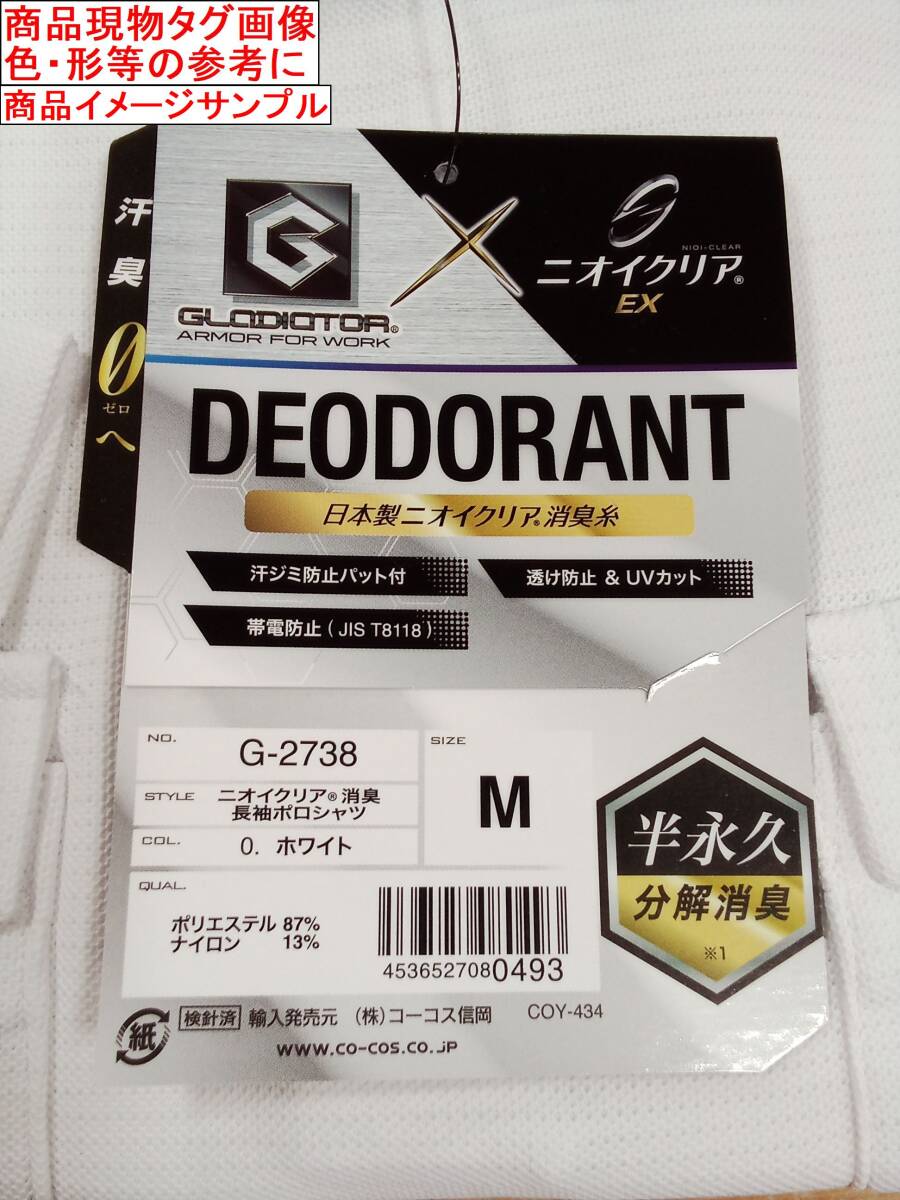 商品現物タグ画像
色・形等の参考に
商品イメージサンプル
汗臭0へ
ゼロ
G
GLADIATOR®
ARMOR FOR WORK
NIOI-CLEAR
ニオイクリア®
EX
DEODORANT
日本製ニオイクリア®消臭糸
汗ジミ防止パット付
透け防止 & UVカット
帯電防止 ( JIS T8118 )
NO.
G-2738
SIZE
M
STYLE
ニオイクリア®消臭
長袖ポロシャツ
COL.
0. ホワイト
QUAL.
ポリエステル 87%
ナイロン 13%
4536527080493
半永久
分解消臭
※1
紙
検針済 輸入発売元 (株)コーコス信岡 COY-434
www.co-cos.co.jp